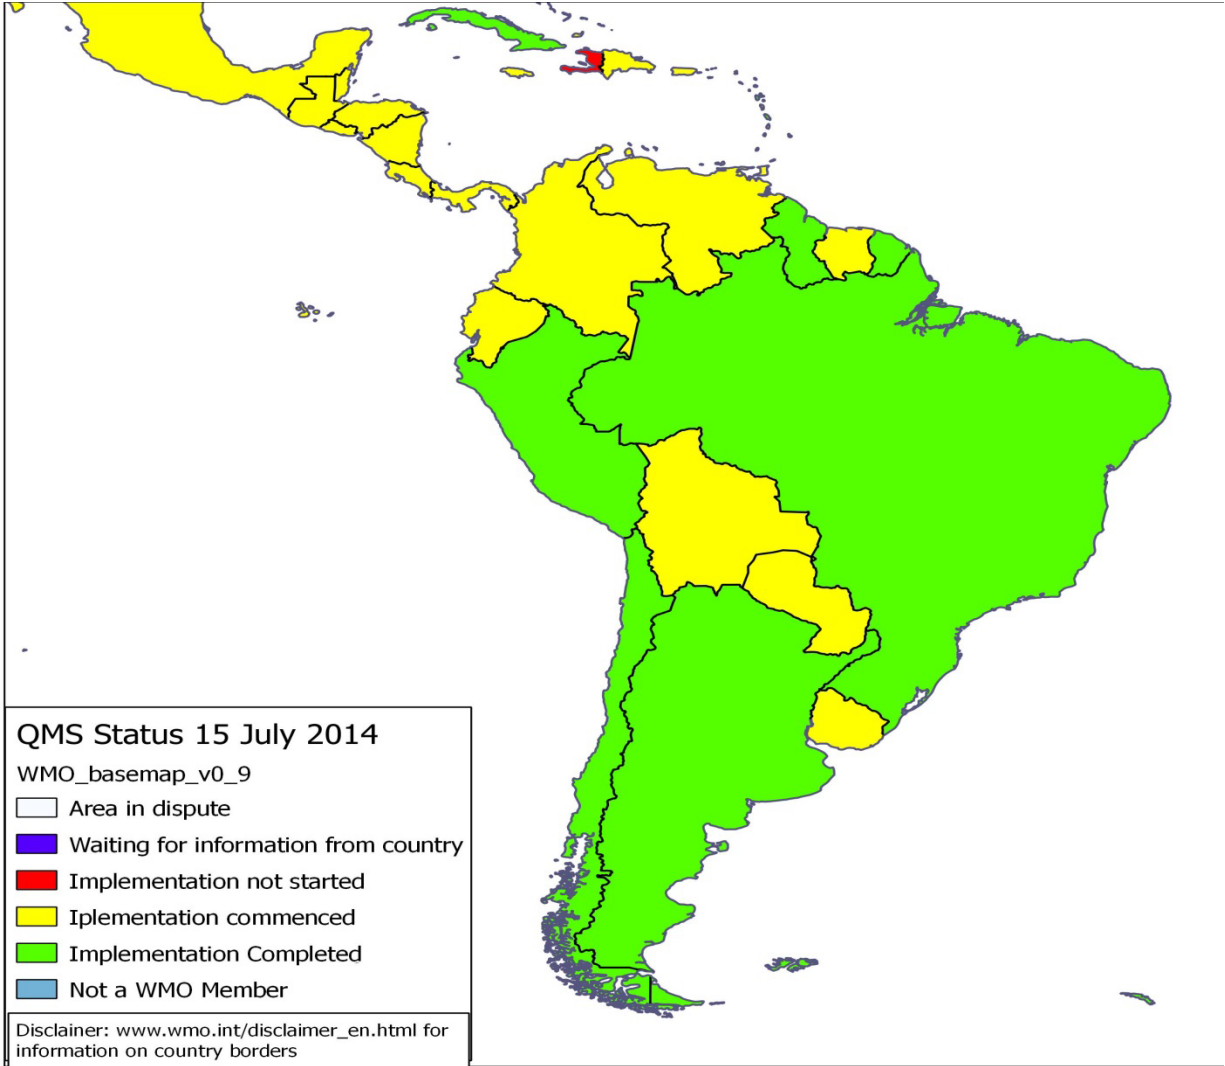 QMS Status 15 July 2014
WMO_basemap_v0_9
Area in dispute
Waiting for information from country
Implementation not started
Iplementation commenced
Implementation Completed
Not a WMO Member
Disclainer: www.wmo.int/disclaimer_en.html for
information on country borders